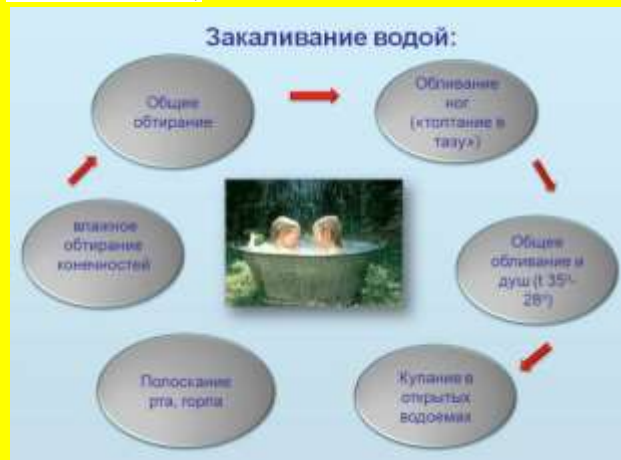 Закаливание водой:
Общее
обтирание
Обливание
ног
(«топтание в
тазу»)
влажное
обтирание
конечностей
Общее
обливание и
душ (t 35⁰-
28⁰)
Полоскание
рта, горла
Купание в
открытых
водоемах